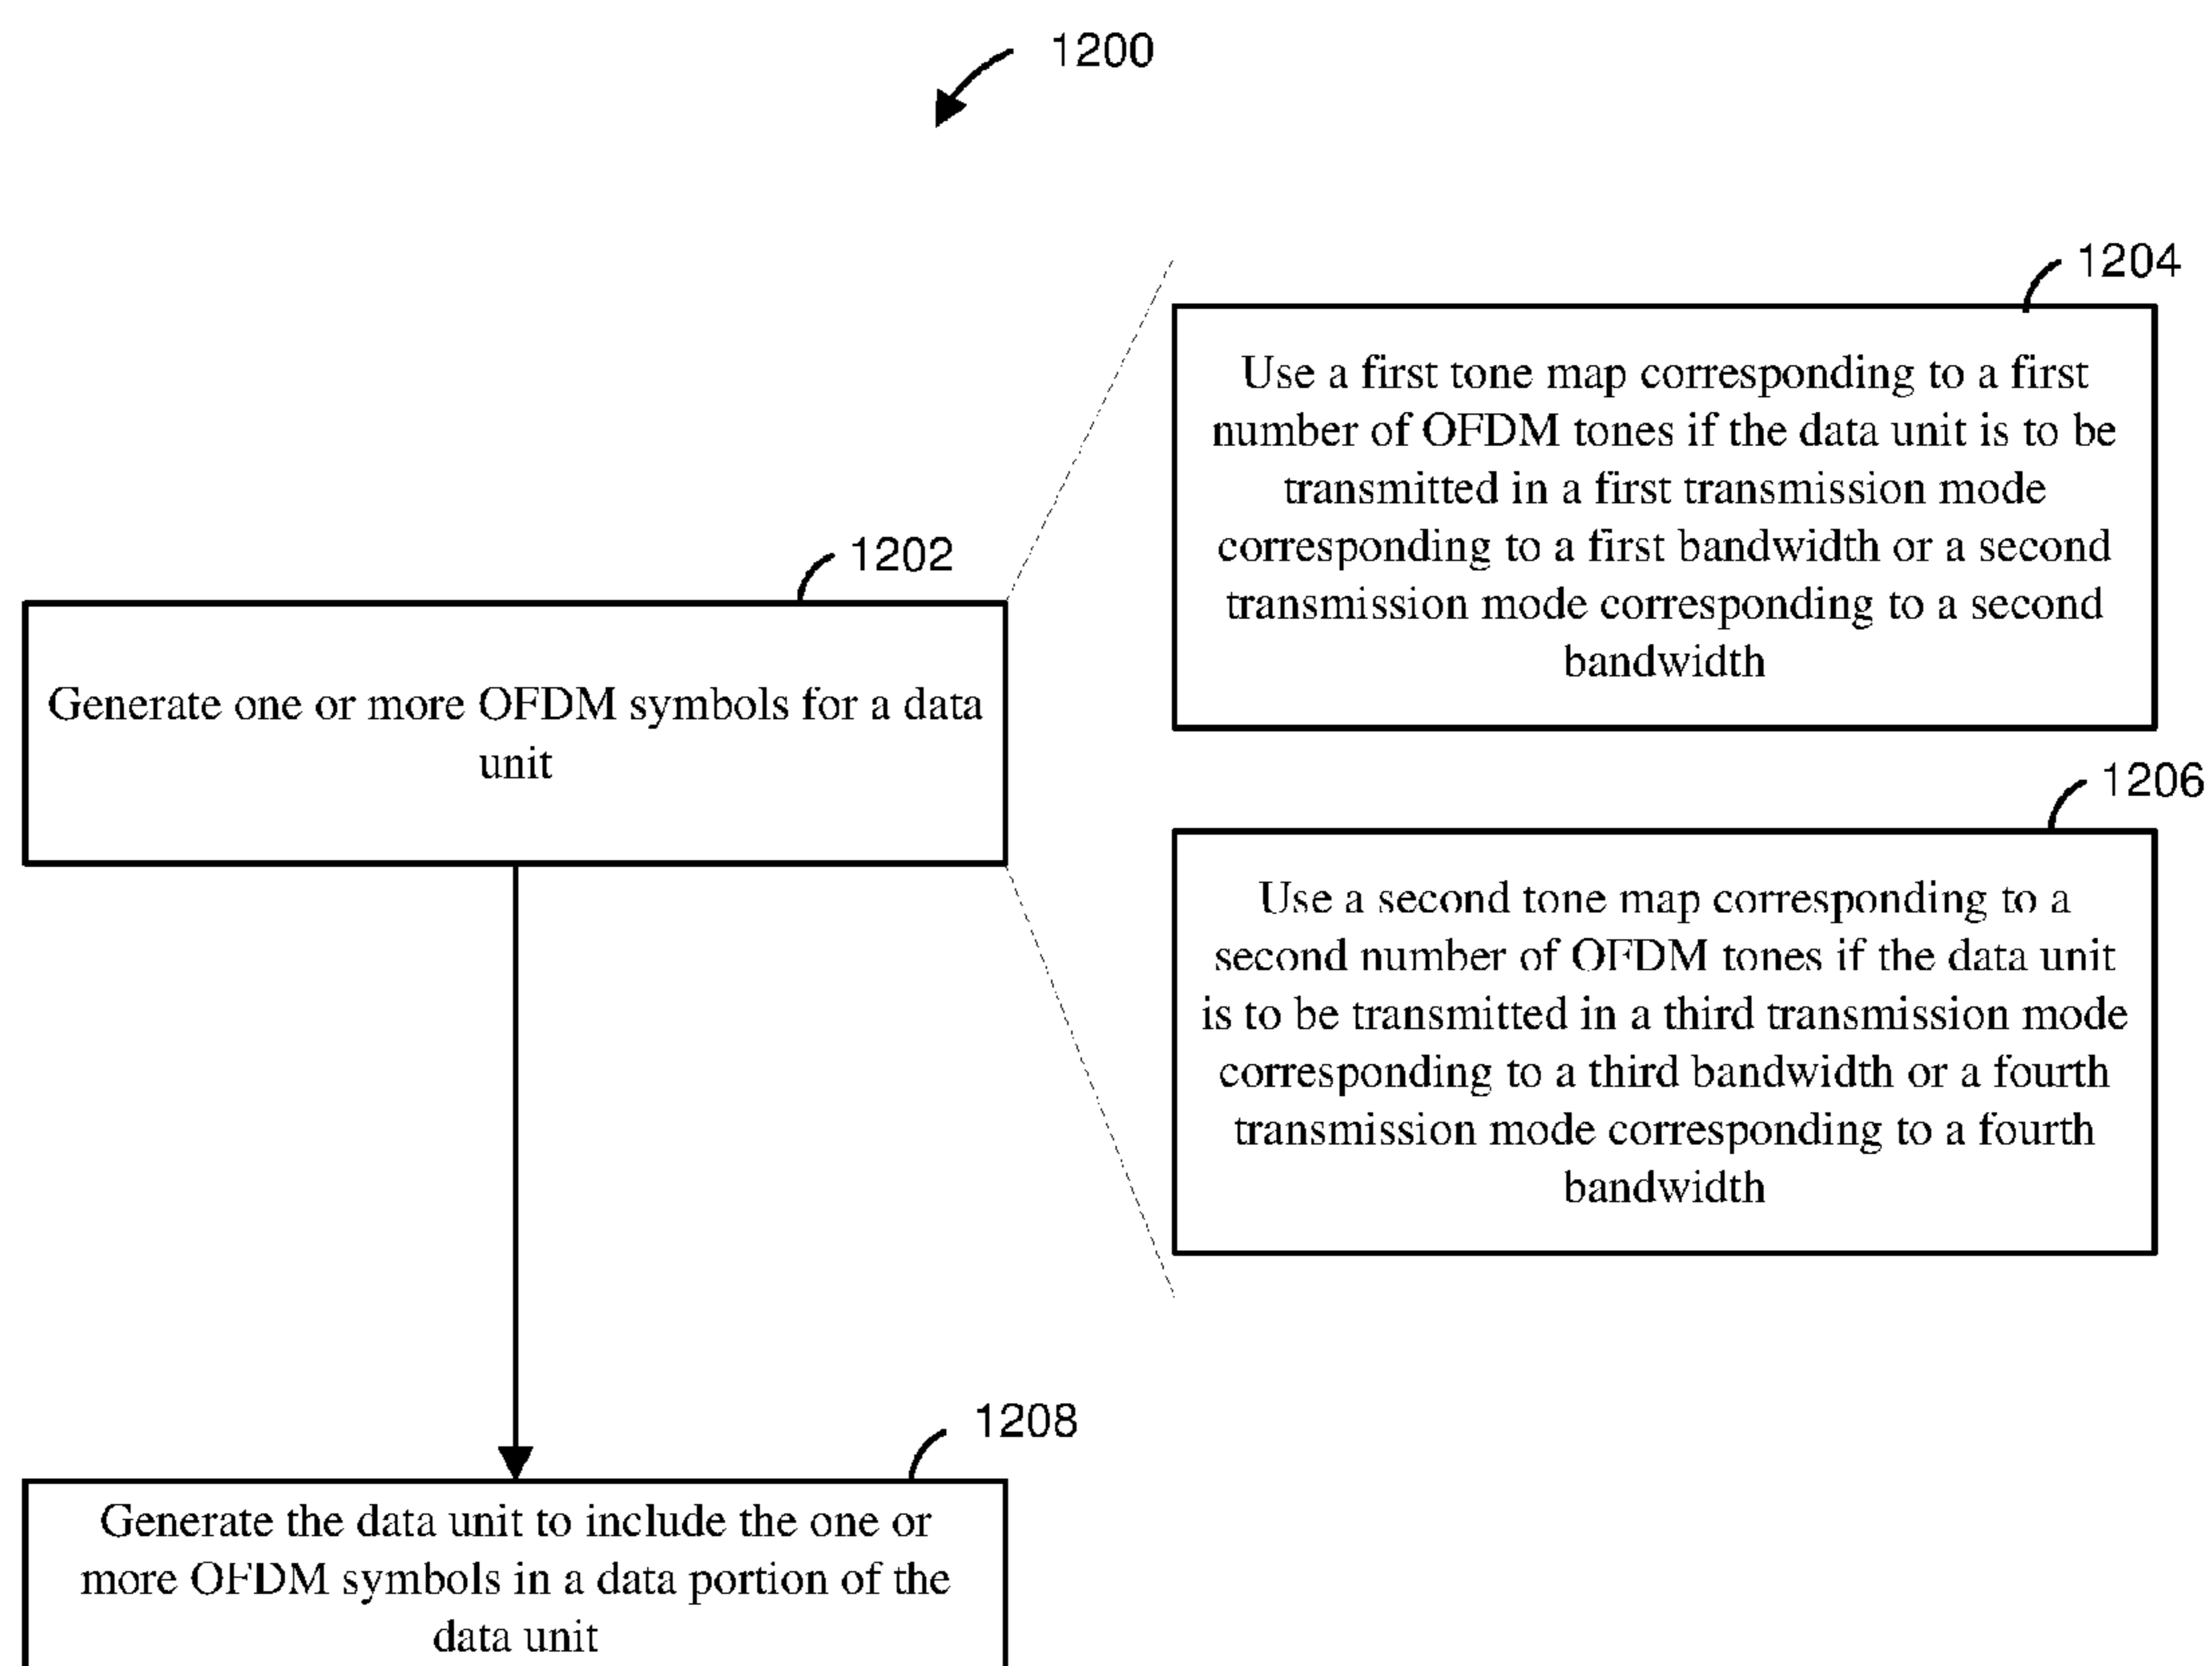 1200
1202
Generate one or more OFDM symbols for a data
unit
1204
Use a first tone map corresponding to a first
number of OFDM tones if the data unit is to be
transmitted in a first transmission mode
corresponding to a first bandwidth or a second
transmission mode corresponding to a second
bandwidth
1206
Use a second tone map corresponding to a
second number of OFDM tones if the data unit
is to be transmitted in a third transmission mode
corresponding to a third bandwidth or a fourth
transmission mode corresponding to a fourth
bandwidth
1208
Generate the data unit to include the one or
more OFDM symbols in a data portion of the
data unit